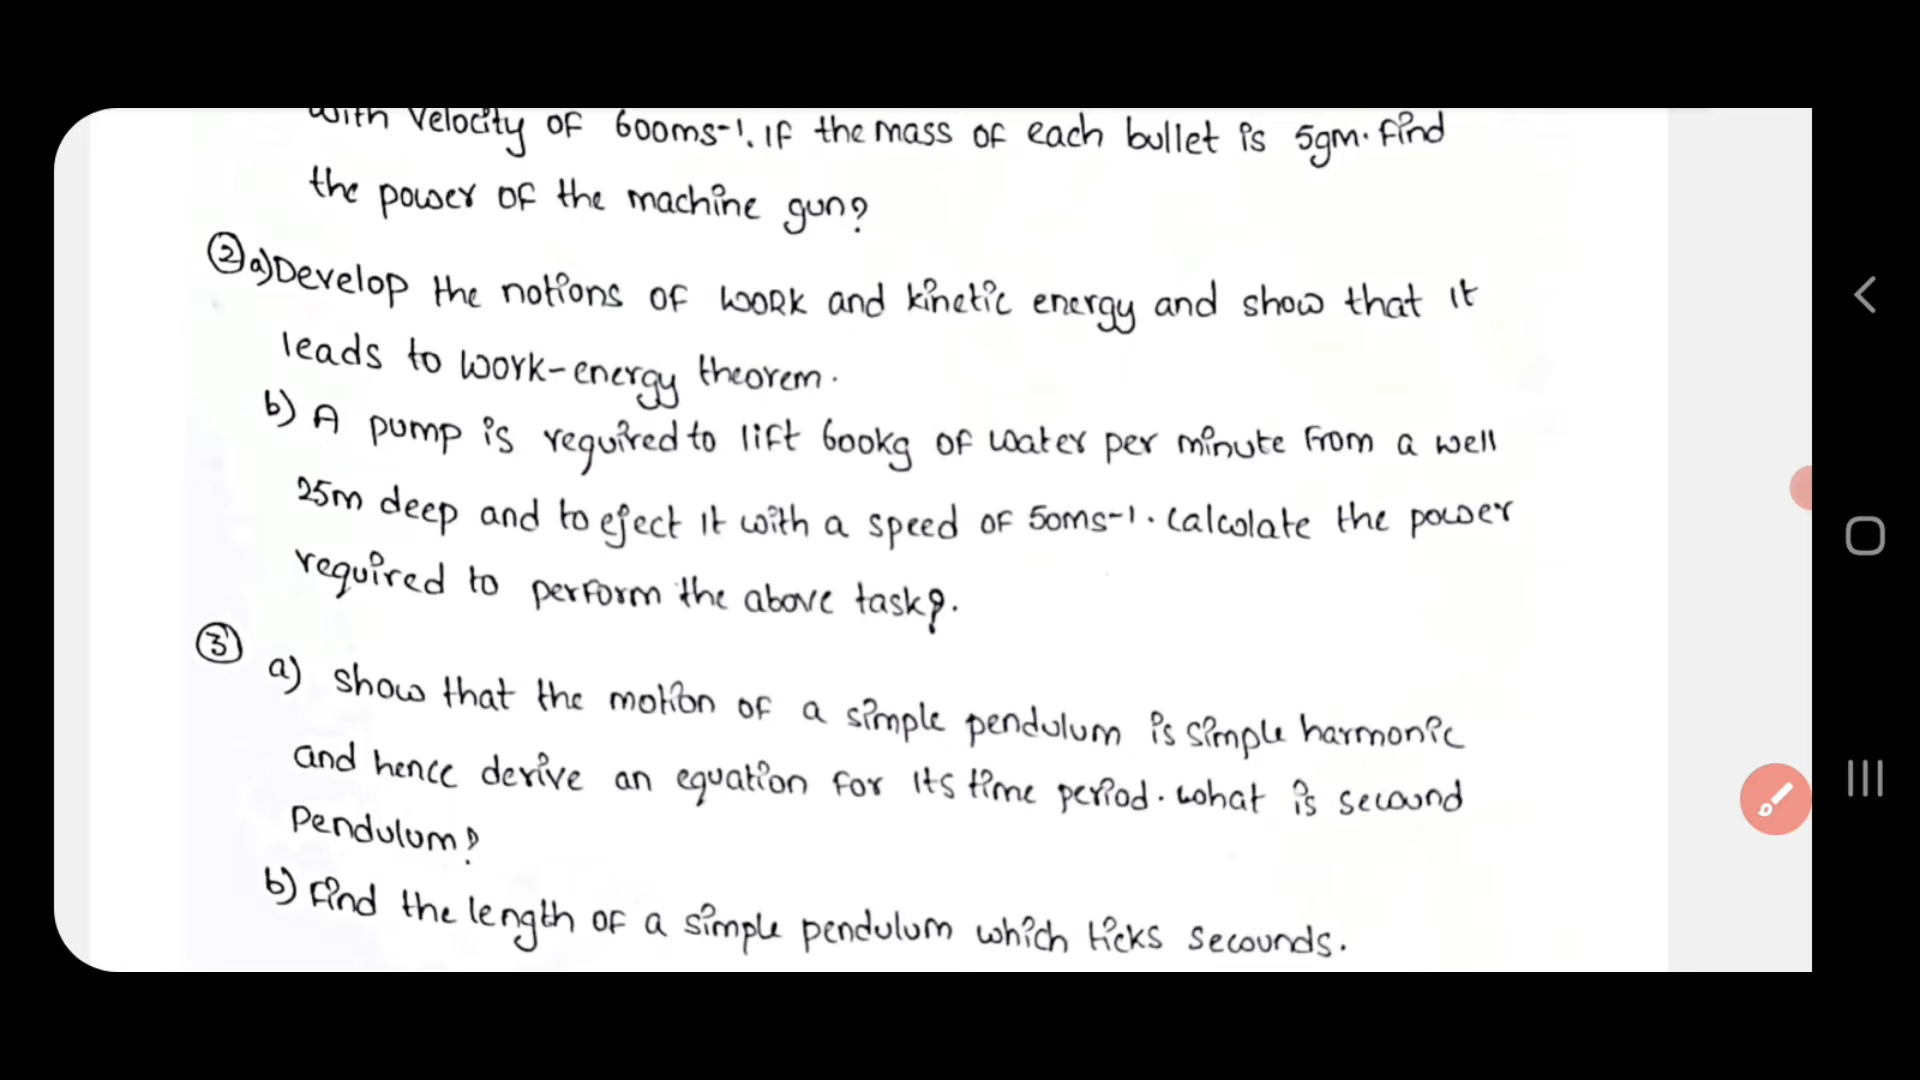 with velocity of 600ms-1. If the mass of each bullet is 5gm. find
the power of the machine gun?
② a) Develop the notions of work and kinetic energy and show that it
leads to work-energy theorem.
b) A pump is required to lift 600kg of water per minute from a well
25m deep and to eject it with a speed of 50ms-1. Calculate the power
required to perform the above task?.
③ a) show that the motion of a simple pendulum is simple harmonic
and hence derive an equation for its time period. what is secound
Pendulum?
b) Find the length of a simple pendulum which ticks secounds.